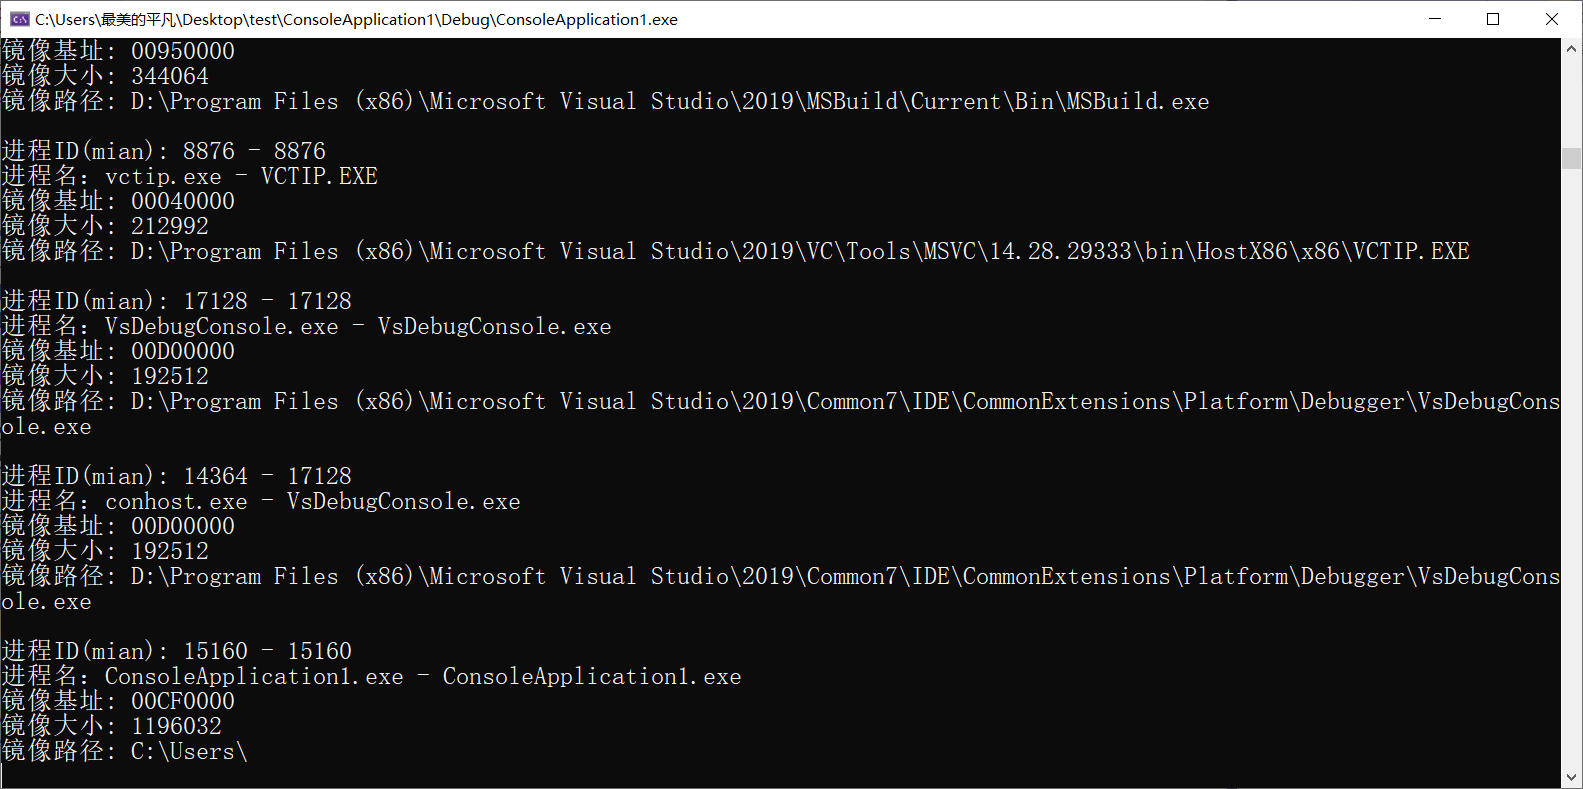 C:\Users\最美的平凡\Desktop\test\ConsoleApplication1\Debug\ConsoleApplication1.exe
镜像基址: 00950000
镜像大小: 344064
镜像路径: D:\Program Files (x86)\Microsoft Visual Studio\2019\MSBuild\Current\Bin\MSBuild.exe
进程ID(mian): 8876 - 8876
进程名: vctip.exe - VCTIP.EXE
镜像基址: 00040000
镜像大小: 212992
镜像路径: D:\Program Files (x86)\Microsoft Visual Studio\2019\VC\Tools\MSVC\14.28.29333\bin\HostX86\x86\VCTIP.EXE
进程ID(mian): 17128 - 17128
进程名: VsDebugConsole.exe - VsDebugConsole.exe
镜像基址: 00D00000
镜像大小: 192512
镜像路径: D:\Program Files (x86)\Microsoft Visual Studio\2019\Common7\IDE\CommonExtensions\Platform\Debugger\VsDebugCons
ole.exe
进程ID(mian): 14364 - 17128
进程名: conhost.exe - VsDebugConsole.exe
镜像基址: 00D00000
镜像大小: 192512
镜像路径: D:\Program Files (x86)\Microsoft Visual Studio\2019\Common7\IDE\CommonExtensions\Platform\Debugger\VsDebugCons
ole.exe
进程ID(mian): 15160 - 15160
进程名: ConsoleApplication1.exe - ConsoleApplication1.exe
镜像基址: 00CF0000
镜像大小: 1196032
镜像路径: C:\Users\